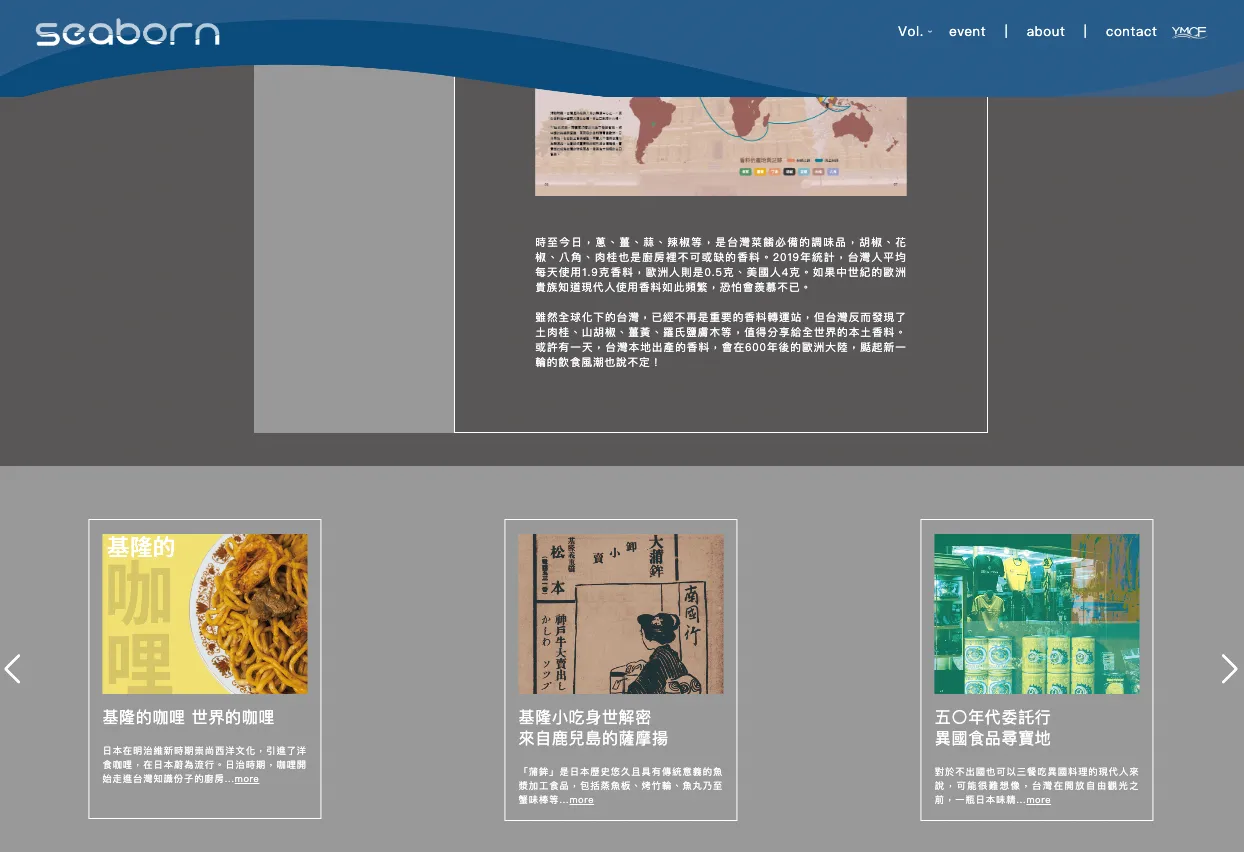 seaborn
Vol.
event
about
contact
YMCF
時至今日，蔥、薑、蒜、辣椒等，是台灣菜餚必備的調味品，胡椒、花
椒、八角、肉桂也是廚房裡不可或缺的香料。2019年統計，台灣人平均
每天使用1.9克香料，歐洲人則是0.5克、美國人4克。如果中世紀的歐洲
貴族知道現代人使用香料如此頻繁，恐怕會羨慕不已。
雖然全球化下的台灣，已經不再是重要的香料轉運站，但台灣反而發現了
土肉桂、山胡椒、薑黃、羅氏鹽膚木等，值得分享給全世界的本土香料。
或許有一天，台灣本地出產的香料，會在600年後的歐洲大陸，颳起新一
輪的飲食風潮也說不定！
基隆的
咖
哩
基隆的咖哩 世界的咖哩
日本在明治維新時期崇尚西洋文化，引進了洋
食咖哩，在日本蔚為流行。日治時期，咖哩開
始走進台灣知識份子的廚房...more
大蒲鉾
卸
小
賣
松本
南國行
神戶牛大賣出し
かしわ ツツヅ
基隆小吃身世解密
來自鹿兒島的薩摩揚
「蒲鉾」是日本歷史悠久且具有傳統意義的魚
漿加工食品，包括蒸魚板、烤竹輪、魚丸乃至
蟹味棒等...more
五〇年代委託行
異國食品尋寶地
對於不出國也可以三餐吃異國料理的現代人來
說，可能很難想像，台灣在開放自由觀光之
前，一瓶日本味精...more